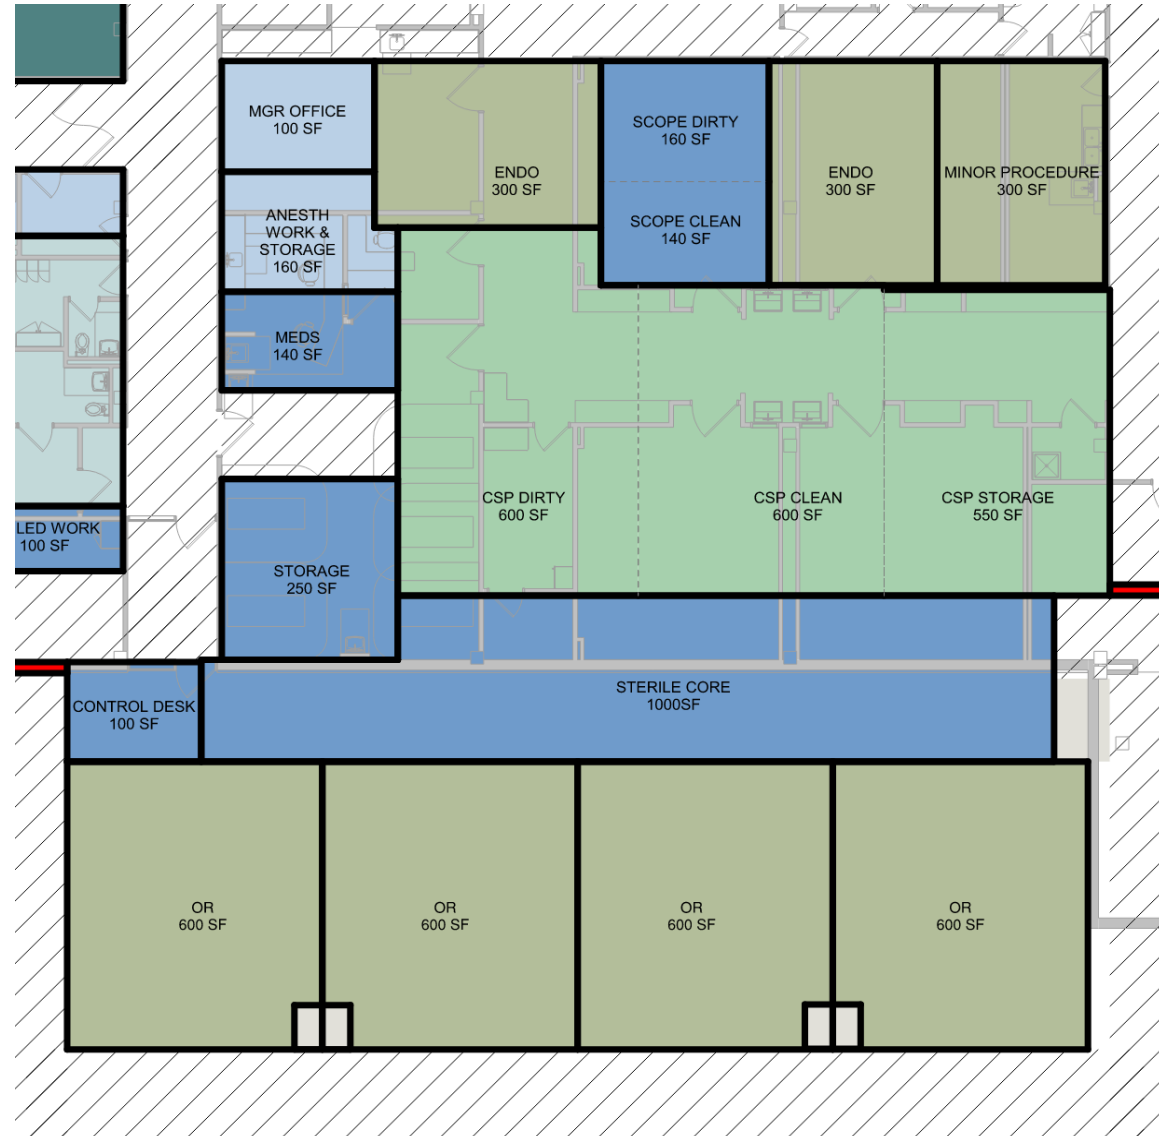 MGR OFFICE
100 SF
ENDO
300 SF
SCOPE DIRTY
160 SF
SCOPE CLEAN
140 SF
ENDO
300 SF
MINOR PROCEDURE
300 SF
ANESTH
WORK &
STORAGE
160 SF
MEDS
140 SF
CSP DIRTY
600 SF
CSP CLEAN
600 SF
CSP STORAGE
550 SF
LED WORK
100 SF
STORAGE
250 SF
CONTROL DESK
100 SF
STERILE CORE
1000SF
OR
600 SF
OR
600 SF
OR
600 SF
OR
600 SF